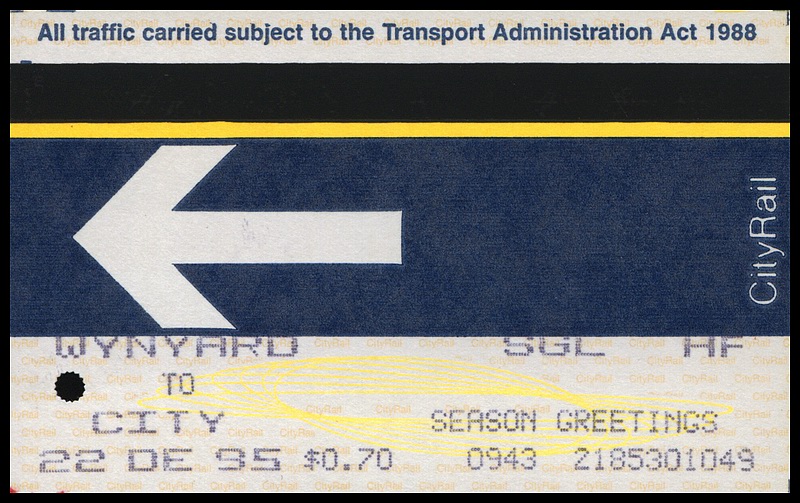 All traffic carried subject to the Transport Administration Act 1988
CityRail
WYNYARD SGL HF
TO
CITY SEASON GREETINGS
22 DE 95 $0.70 0943 2185301049